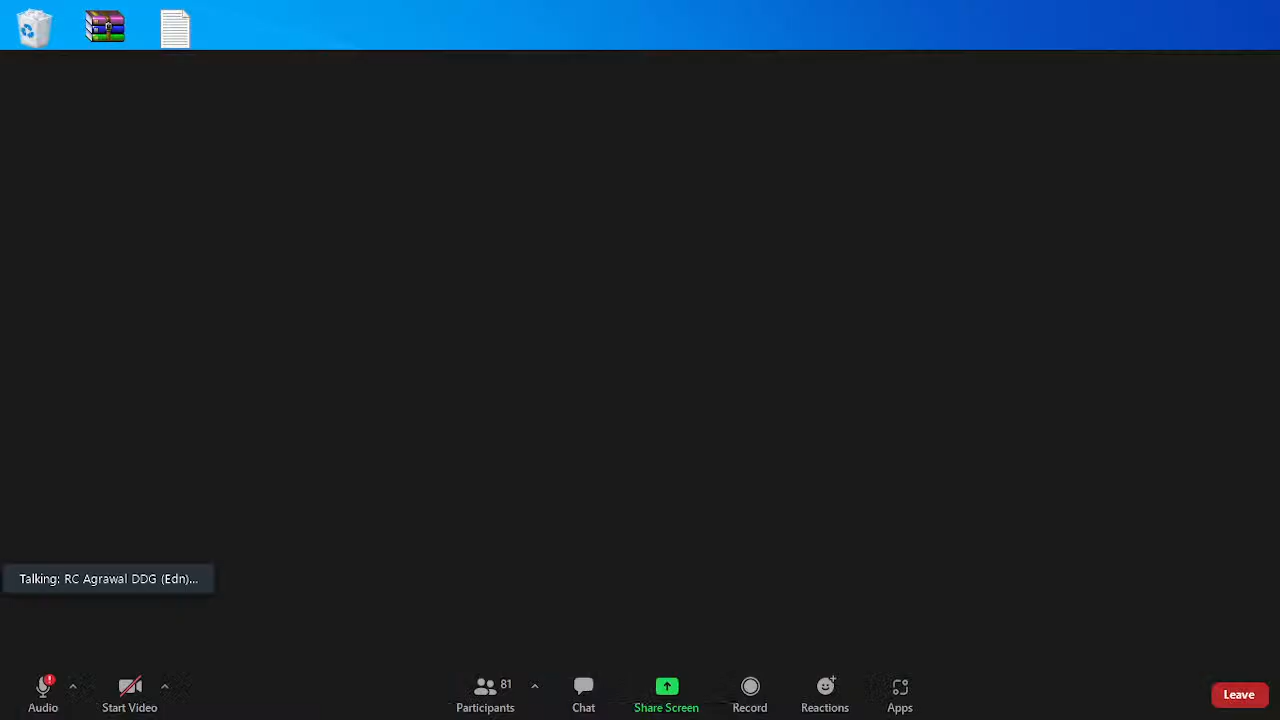 Talking: RC Agrawal DDG (Edn)...
81
Audio
Start Video
Participants
Chat
Share Screen
Record
Reactions
Apps
Leave